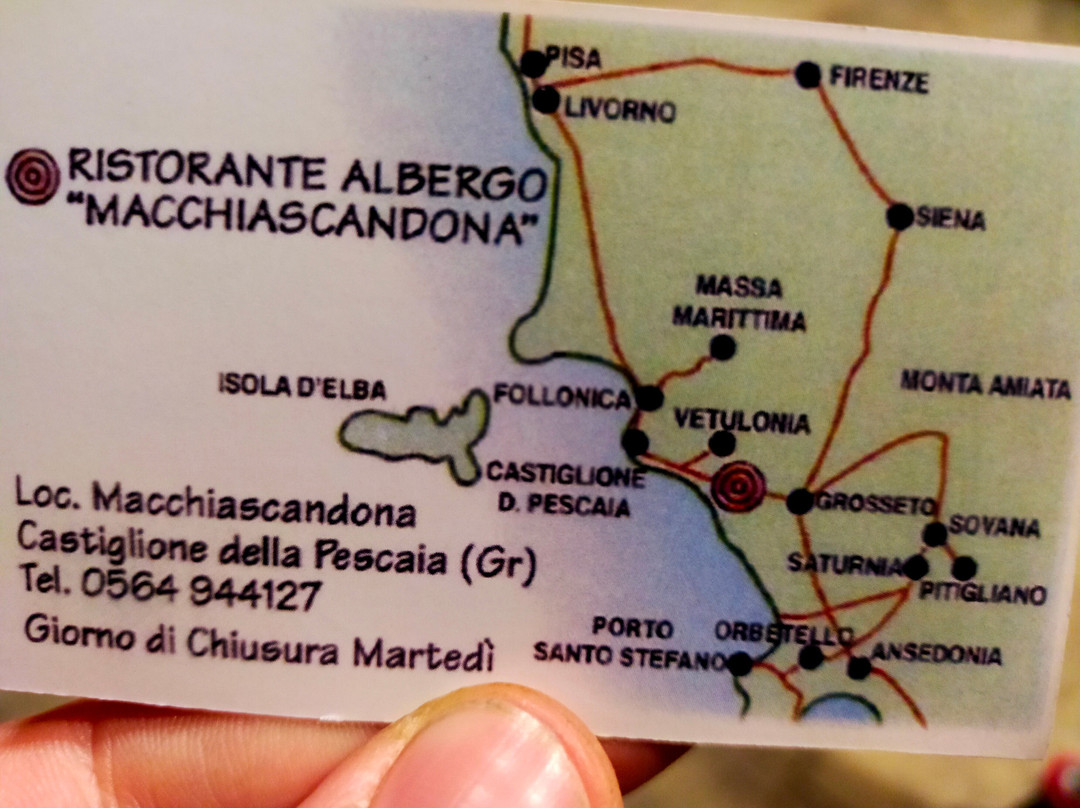 PISA
FIRENZE
LIVORNO
RISTORANTE ALBERGO
"MACCHIASCANDONA"
SIENA
MASSA
MARITTIMA
MONTA AMIATA
ISOLA D'ELBA
FOLLONICA
VETULONIA
CASTIGLIONE
D. PESCAIA
GROSSETO
SOVANA
SATURNIA
PITIGLIANO
Loc. Macchiascandona
Castiglione della Pescaia (Gr)
Tel. 0564 944127
Giorno di Chiusura Martedì
PORTO
SANTO STEFANO
ORBETELLO
ANSEDONIA